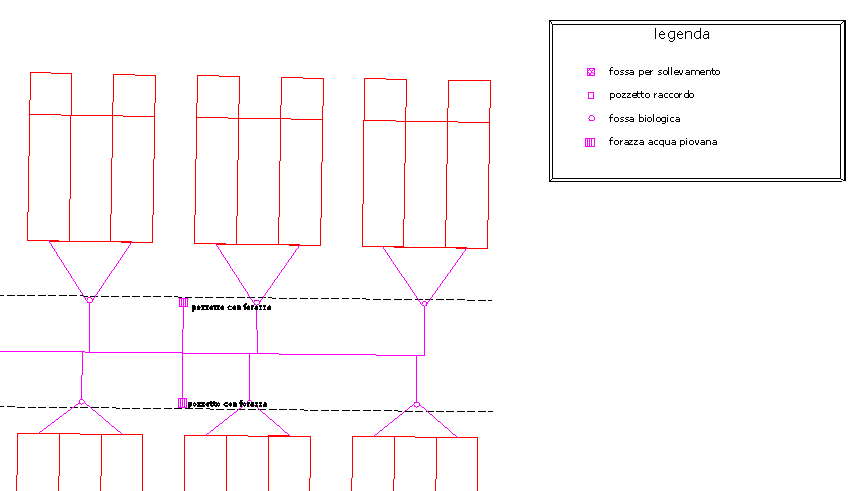 legenda
fossa per sollevamento
pozzetto raccordo
fossa biologica
forazza acqua piovana
pozzetto con forazza
pozzetto con forazza